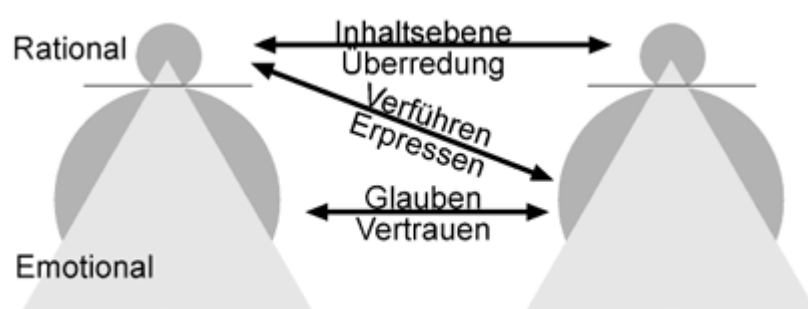 Rational
Inhaltsebene
Überredung
Verführen
Erpressen
Glauben
Vertrauen
Emotional